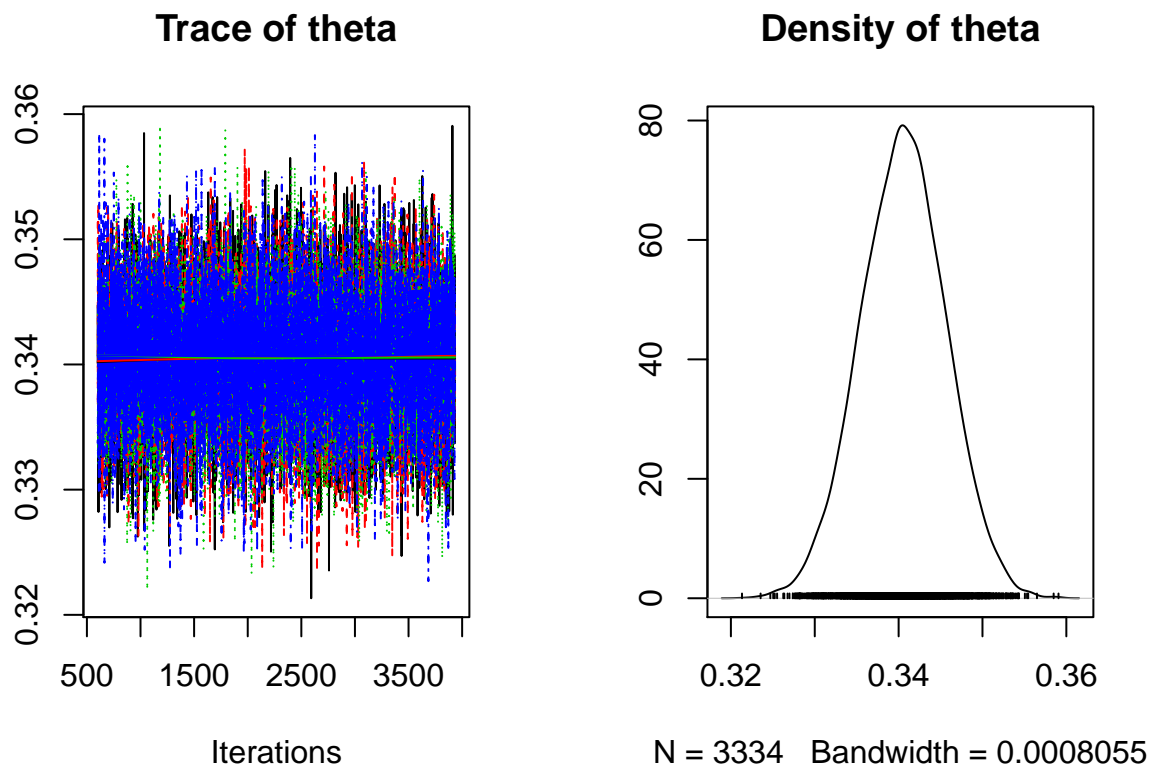 Trace of theta
0.36
0.35
0.34
0.33
0.32
500 1500 2500 3500
Iterations
Density of theta
80
60
40
20
0
0.32 0.34 0.36
N = 3334 Bandwidth = 0.0008055